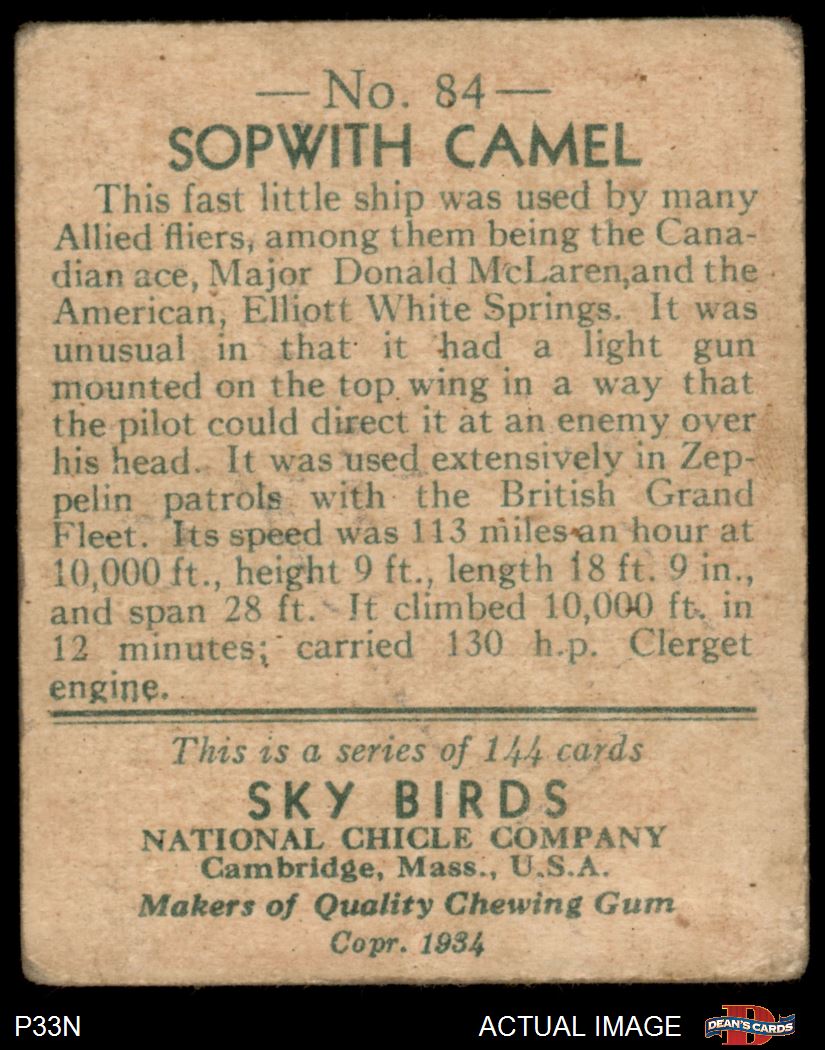 — No. 84 —
SOPWITH CAMEL
This fast little ship was used by many
Allied fliers, among them being the Cana-
dian ace, Major Donald McLaren,and the
American, Elliott White Springs. It was
unusual in that it had a light gun
mounted on the top wing in a way that
the pilot could direct it at an enemy over
his head. It was used extensively in Zep-
pelin patrols with the British Grand
Fleet. Its speed was 113 miles an hour at
10,000 ft., height 9 ft., length 18 ft. 9 in.,
and span 28 ft. It climbed 10,000 ft. in
12 minutes; carried 130 h.p. Clerget
engine.
This is a series of 144 cards
SKY BIRDS
NATIONAL CHICLE COMPANY
Cambridge, Mass., U.S.A.
Makers of Quality Chewing Gum
Copr. 1934
P33N
ACTUAL IMAGE
D
DEAN'S CARDS